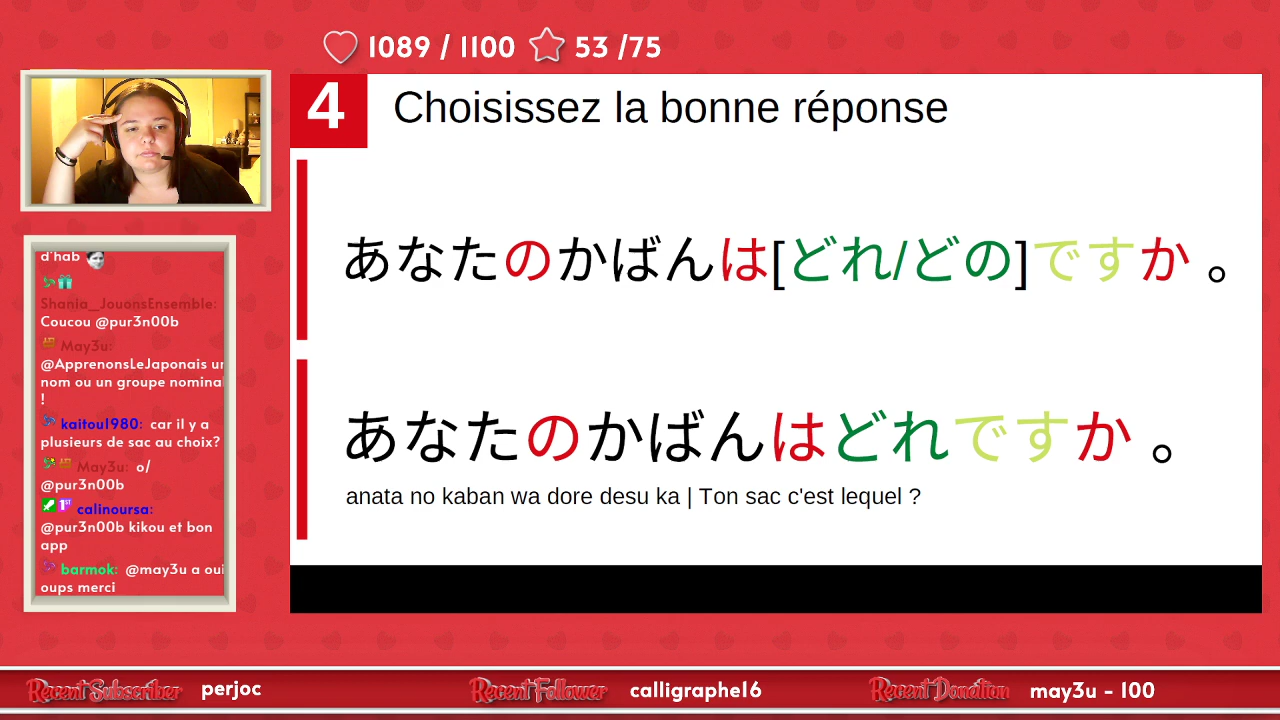 1089 / 1100 53 /75
4 Choisissez la bonne réponse
あなたのかばんは[どれ/どの]ですか 。
あなたのかばんはどれですか 。
anata no kaban wa dore desu ka | Ton sac c'est lequel ?
d'hab
Shania_JouonsEnsemble:
Coucou @pur3n00b
May3u:
@ApprenonsLeJaponais un
nom ou un groupe nominal
!
kaitou1980: car il y a
plusieurs de sac au choix?
May3u: o/
@pur3n00b
calinoursa:
@pur3n00b kikou et bon
app
barmok: @may3u a oui
oups merci
Recent Subscriber perjoc
Recent Follower calligraphe16
Recent Donation may3u - 100